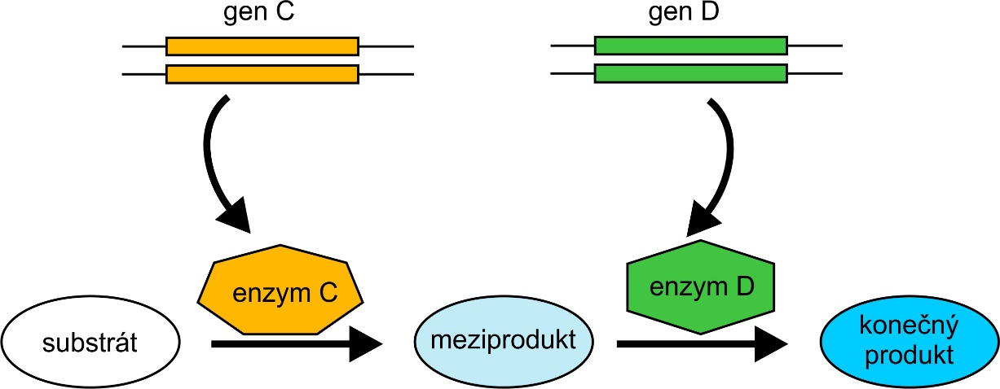 gen C
gen D
enzym C
enzym D
substrát
meziprodukt
konečný
produkt